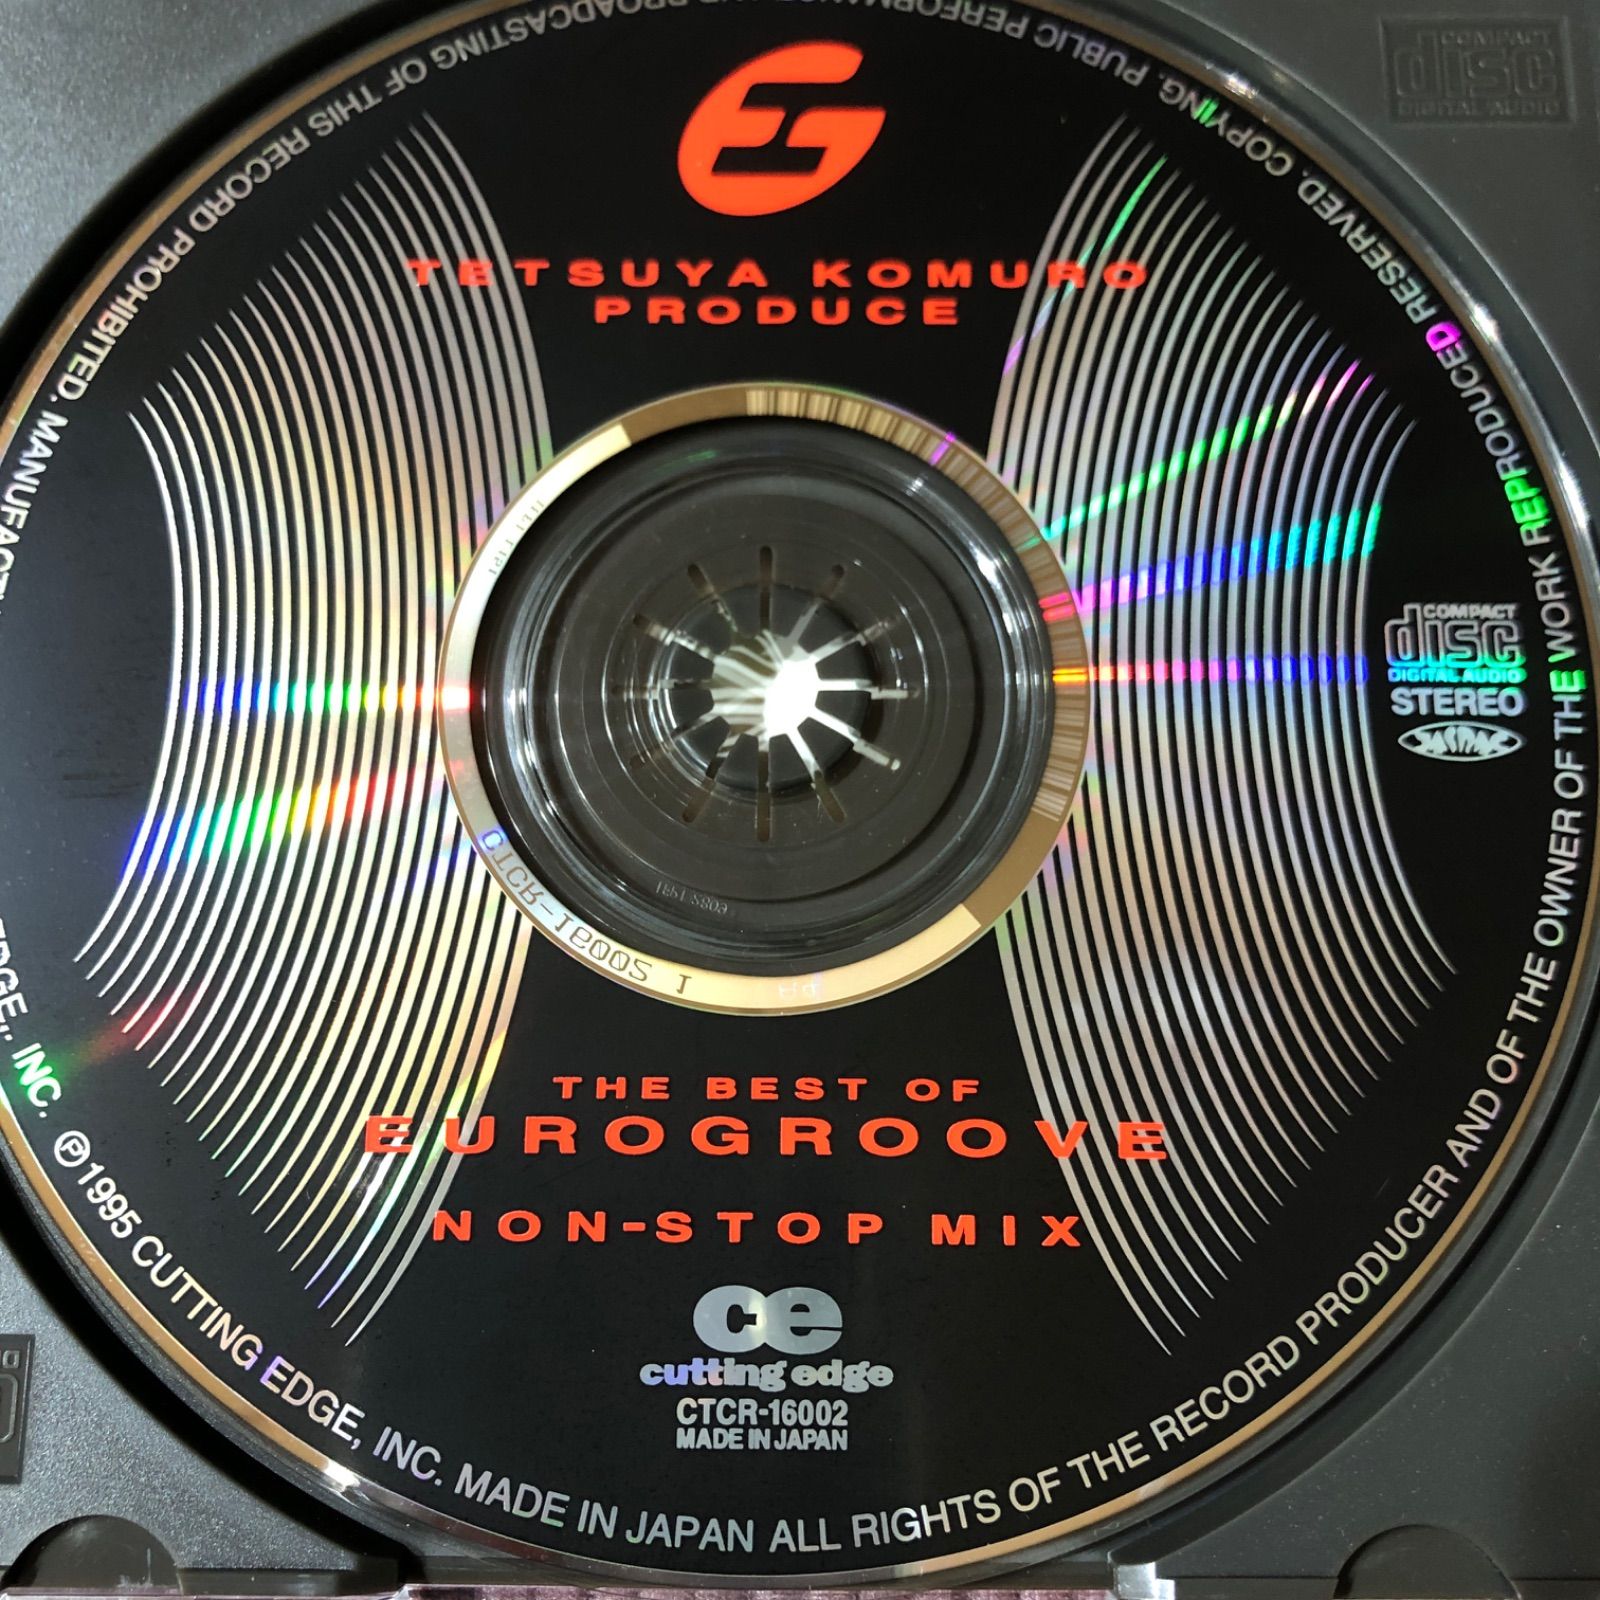 TETSUYA KOMURO
PRODUCE
COMPACT
disc
DIGITAL AUDIO
COMPACT
disc
DIGITAL AUDIO
STEREO
JASRAC
CTCR-16002 1
THE BEST OF
EUROGROOVE
NON-STOP MIX
ce
cutting edge
CTCR-16002
MADE IN JAPAN
EDGE, INC. Ⓟ1995 CUTTING EDGE, INC. MADE IN JAPAN ALL RIGHTS OF THE RECORD PRODUCER AND OF THE OWNER OF THE WORK REPRODUCED RESERVED. COPYING. PUBLIC PERFORMANCE AND BROADCASTING OF THIS RECORD PROHIBITED. MANUFACT